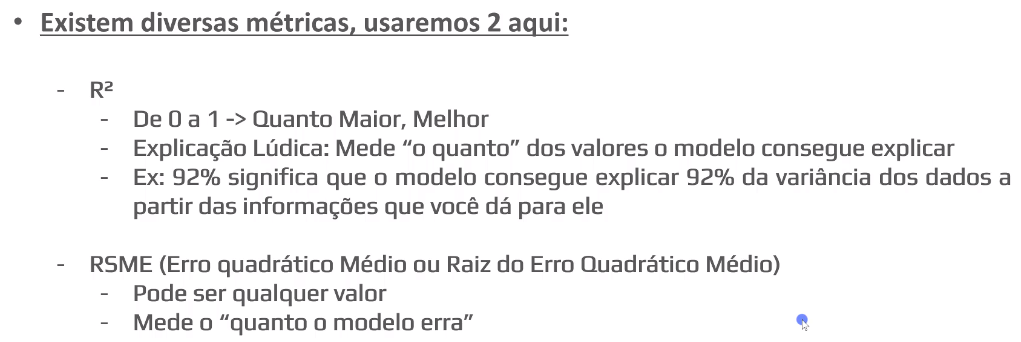 • Existem diversas métricas, usaremos 2 aqui:
- R²
- De 0 a 1 -> Quanto Maior, Melhor
- Explicação Lúdica: Mede “o quanto” dos valores o modelo consegue explicar
- Ex: 92% significa que o modelo consegue explicar 92% da variância dos dados a
partir das informações que você dá para ele
- RSME (Erro quadrático Médio ou Raiz do Erro Quadrático Médio)
- Pode ser qualquer valor
- Mede o “quanto o modelo erra”